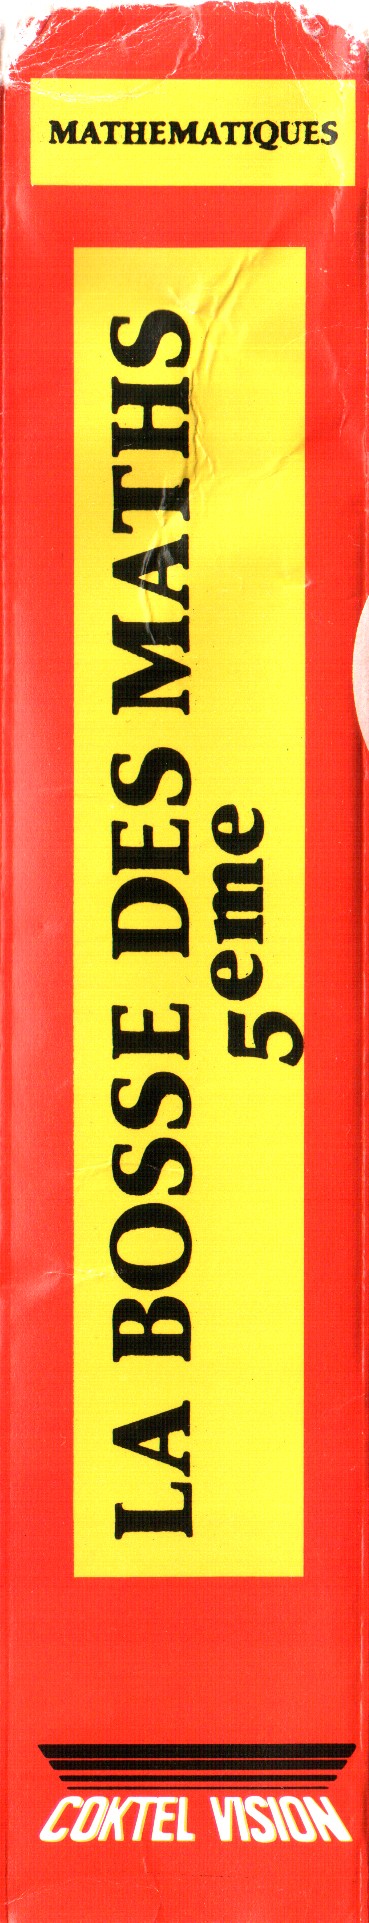 MATHEMATIQUES
LA BOSSE DES MATHS
5eme
COKTEL VISION